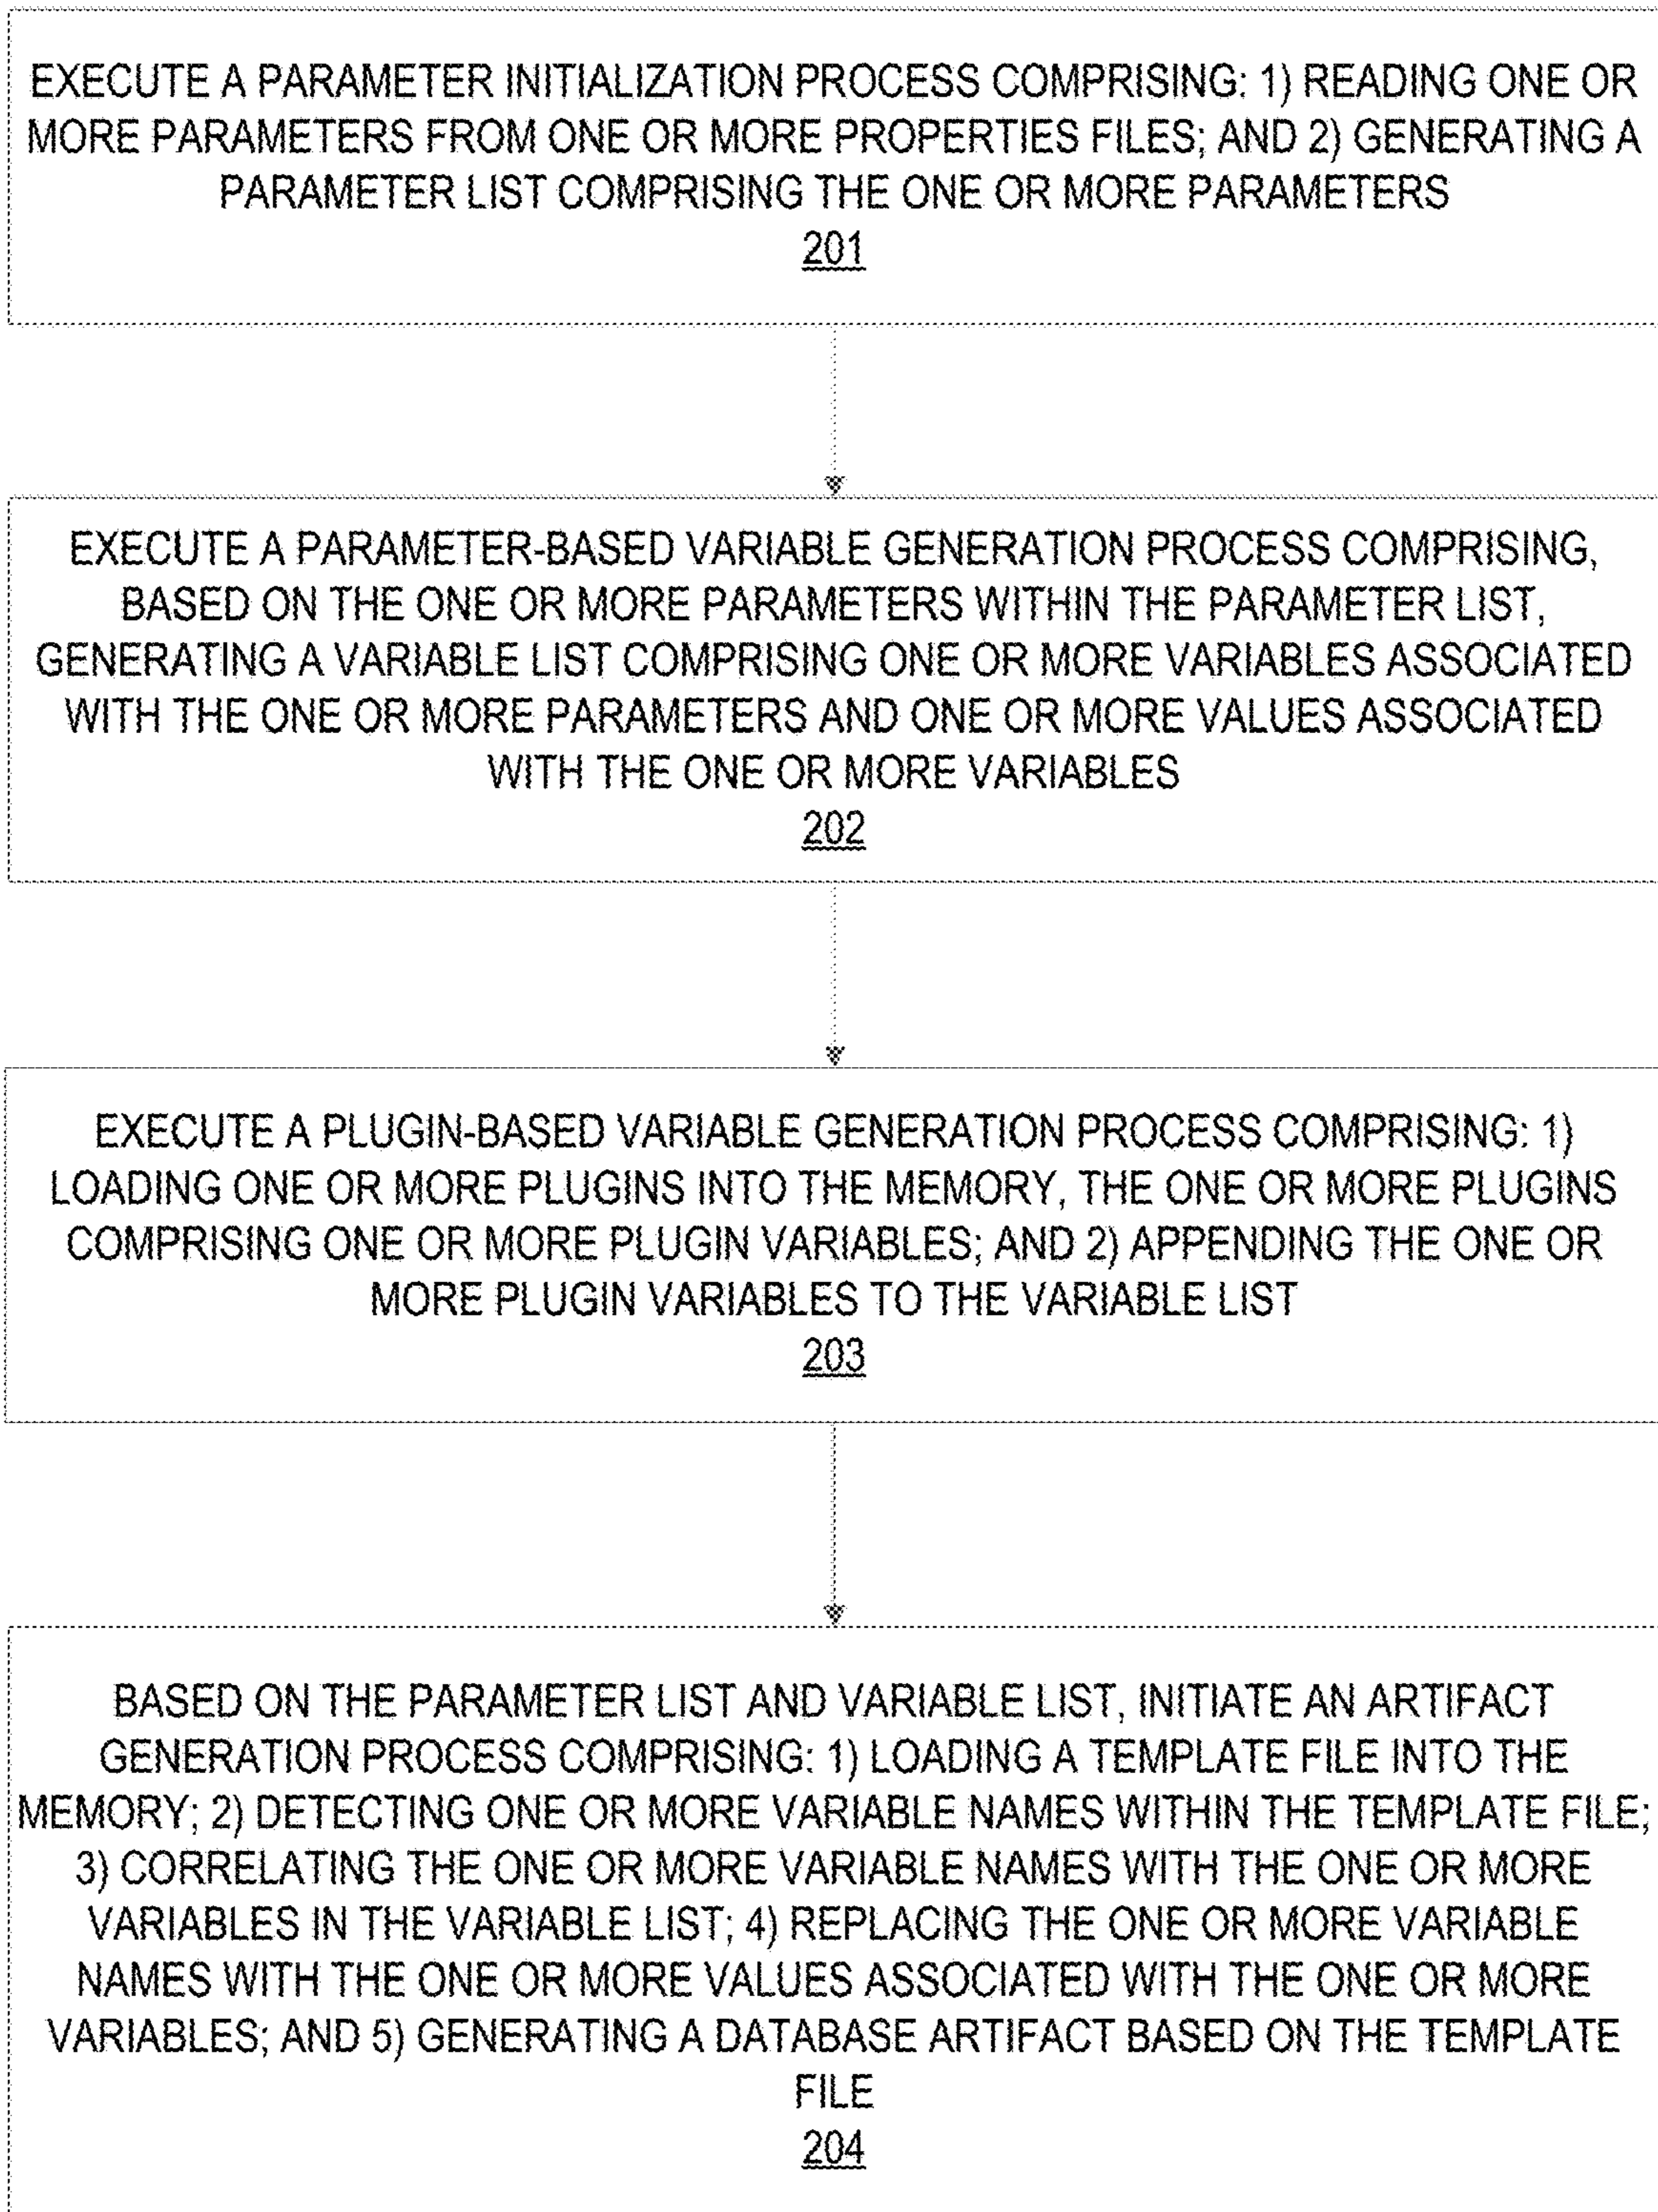 EXECUTE A PARAMETER INITIALIZATION PROCESS COMPRISING: 1) READING ONE OR
MORE PARAMETERS FROM ONE OR MORE PROPERTIES FILES; AND 2) GENERATING A
PARAMETER LIST COMPRISING THE ONE OR MORE PARAMETERS
201
EXECUTE A PARAMETER-BASED VARIABLE GENERATION PROCESS COMPRISING,
BASED ON THE ONE OR MORE PARAMETERS WITHIN THE PARAMETER LIST,
GENERATING A VARIABLE LIST COMPRISING ONE OR MORE VARIABLES ASSOCIATED
WITH THE ONE OR MORE PARAMETERS AND ONE OR MORE VALUES ASSOCIATED
WITH THE ONE OR MORE VARIABLES
202
EXECUTE A PLUGIN-BASED VARIABLE GENERATION PROCESS COMPRISING: 1)
LOADING ONE OR MORE PLUGINS INTO THE MEMORY, THE ONE OR MORE PLUGINS
COMPRISING ONE OR MORE PLUGIN VARIABLES; AND 2) APPENDING THE ONE OR
MORE PLUGIN VARIABLES TO THE VARIABLE LIST
203
BASED ON THE PARAMETER LIST AND VARIABLE LIST, INITIATE AN ARTIFACT
GENERATION PROCESS COMPRISING: 1) LOADING A TEMPLATE FILE INTO THE
MEMORY; 2) DETECTING ONE OR MORE VARIABLE NAMES WITHIN THE TEMPLATE FILE;
3) CORRELATING THE ONE OR MORE VARIABLE NAMES WITH THE ONE OR MORE
VARIABLES IN THE VARIABLE LIST; 4) REPLACING THE ONE OR MORE VARIABLE
NAMES WITH THE ONE OR MORE VALUES ASSOCIATED WITH THE ONE OR MORE
VARIABLES; AND 5) GENERATING A DATABASE ARTIFACT BASED ON THE TEMPLATE
FILE
204